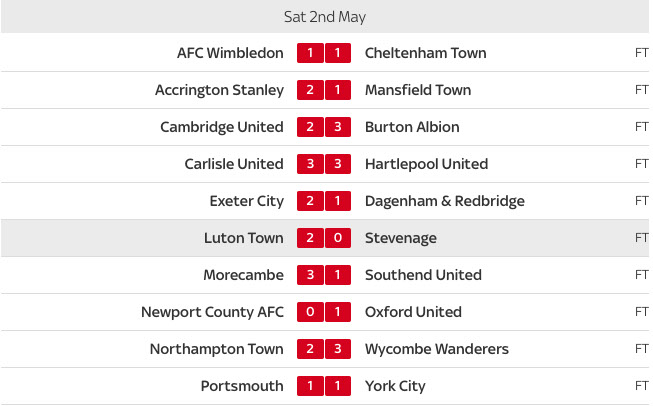 Sat 2nd May
AFC Wimbledon 1 1 Cheltenham Town FT
Accrington Stanley 2 1 Mansfield Town FT
Cambridge United 2 3 Burton Albion FT
Carlisle United 3 3 Hartlepool United FT
Exeter City 2 1 Dagenham & Redbridge FT
Luton Town 2 0 Stevenage FT
Morecambe 3 1 Southend United FT
Newport County AFC 0 1 Oxford United FT
Northampton Town 2 3 Wycombe Wanderers FT
Portsmouth 1 1 York City FT